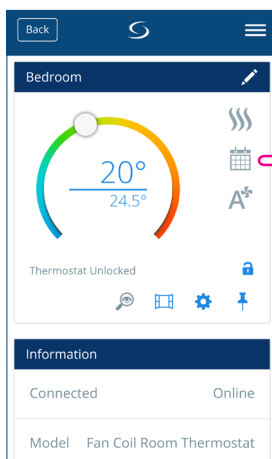 Back
Bedroom
20°
24.5°
A
Thermostat Unlocked
Information
Connected Online
Model Fan Coil Room Thermostat